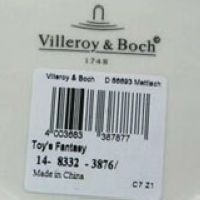 Villeroy & Boch®
1748
Villeroy & Boch D 66693 Mettlach
4 003683 387877
Toy's Fantasy
14- 8332 -3876/
Made in China
C7 Z1